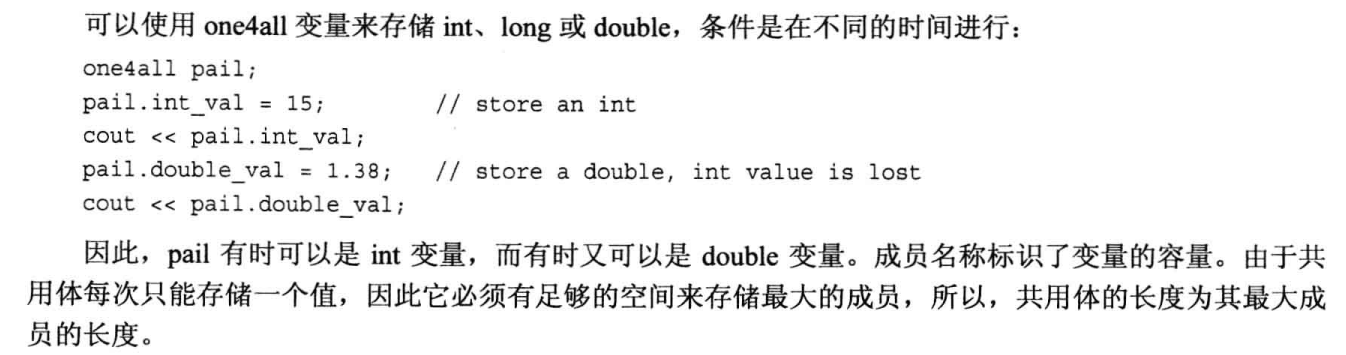 可以使用 one4all 变量来存储 int、long 或 double，条件是在不同的时间进行：
one4all pail;
pail.int_val = 15;          // store an int
cout << pail.int_val;
pail.double_val = 1.38;   // store a double, int value is lost
cout << pail.double_val;
因此，pail 有时可以是 int 变量，而有时又可以是 double 变量。成员名称标识了变量的容量。由于共
用体每次只能存储一个值，因此它必须有足够的空间来存储最大的成员，所以，共用体的长度为其最大成
员的长度。